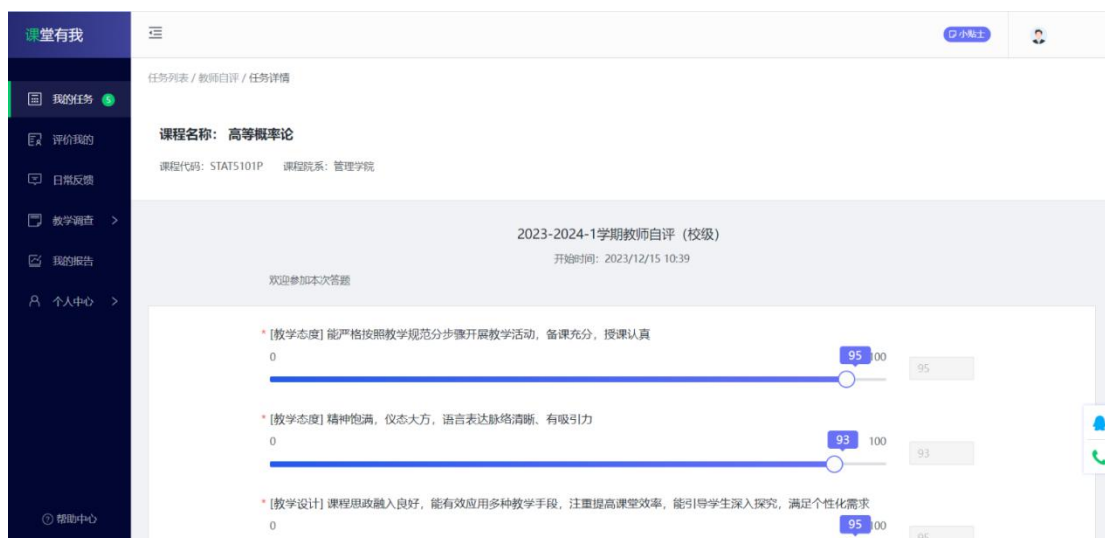 课堂有我
小贴士
任务列表 / 教师自评 / 任务详情
我的任务 5
评价我的
日常反馈
教学调查 >
我的报告
个人中心 >
帮助中心
课程名称： 高等概率论
课程代码：STAT5101P 课程院系：管理学院
2023-2024-1学期教师自评（校级）
开始时间：2023/12/15 10:39
欢迎参加本次答题
* [教学态度] 能严格按照教学规范分步骤开展教学活动，备课充分，授课认真
0 95 100 95
* [教学态度] 精神饱满，仪态大方，语言表达脉络清晰、有吸引力
0 93 100 93
* [教学设计] 课程思政融入良好，能有效应用多种教学手段，注重提高课堂效率，能引导学生深入探究，满足个性化需求
0 95 100 95